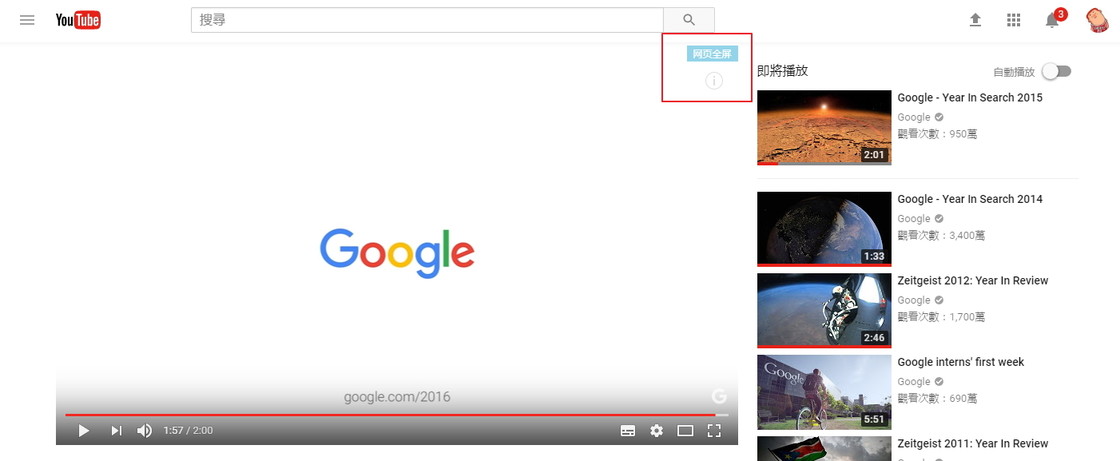 YouTube
搜尋
3
网页全屏
Google
google.com/2016
G
1:57 / 2:00
即將播放
自動播放
Google - Year In Search 2015
Google
觀看次數：950萬
2:01
Google - Year In Search 2014
Google
觀看次數：3,400萬
1:33
Zeitgeist 2012: Year In Review
Google
觀看次數：1,700萬
2:46
Google interns' first week
Google
觀看次數：690萬
Google
5:51
Zeitgeist 2011: Year In Review